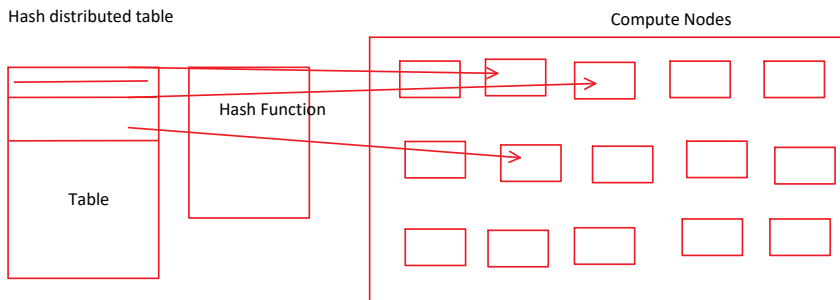 Hash distributed table
Compute Nodes
Hash Function
Table